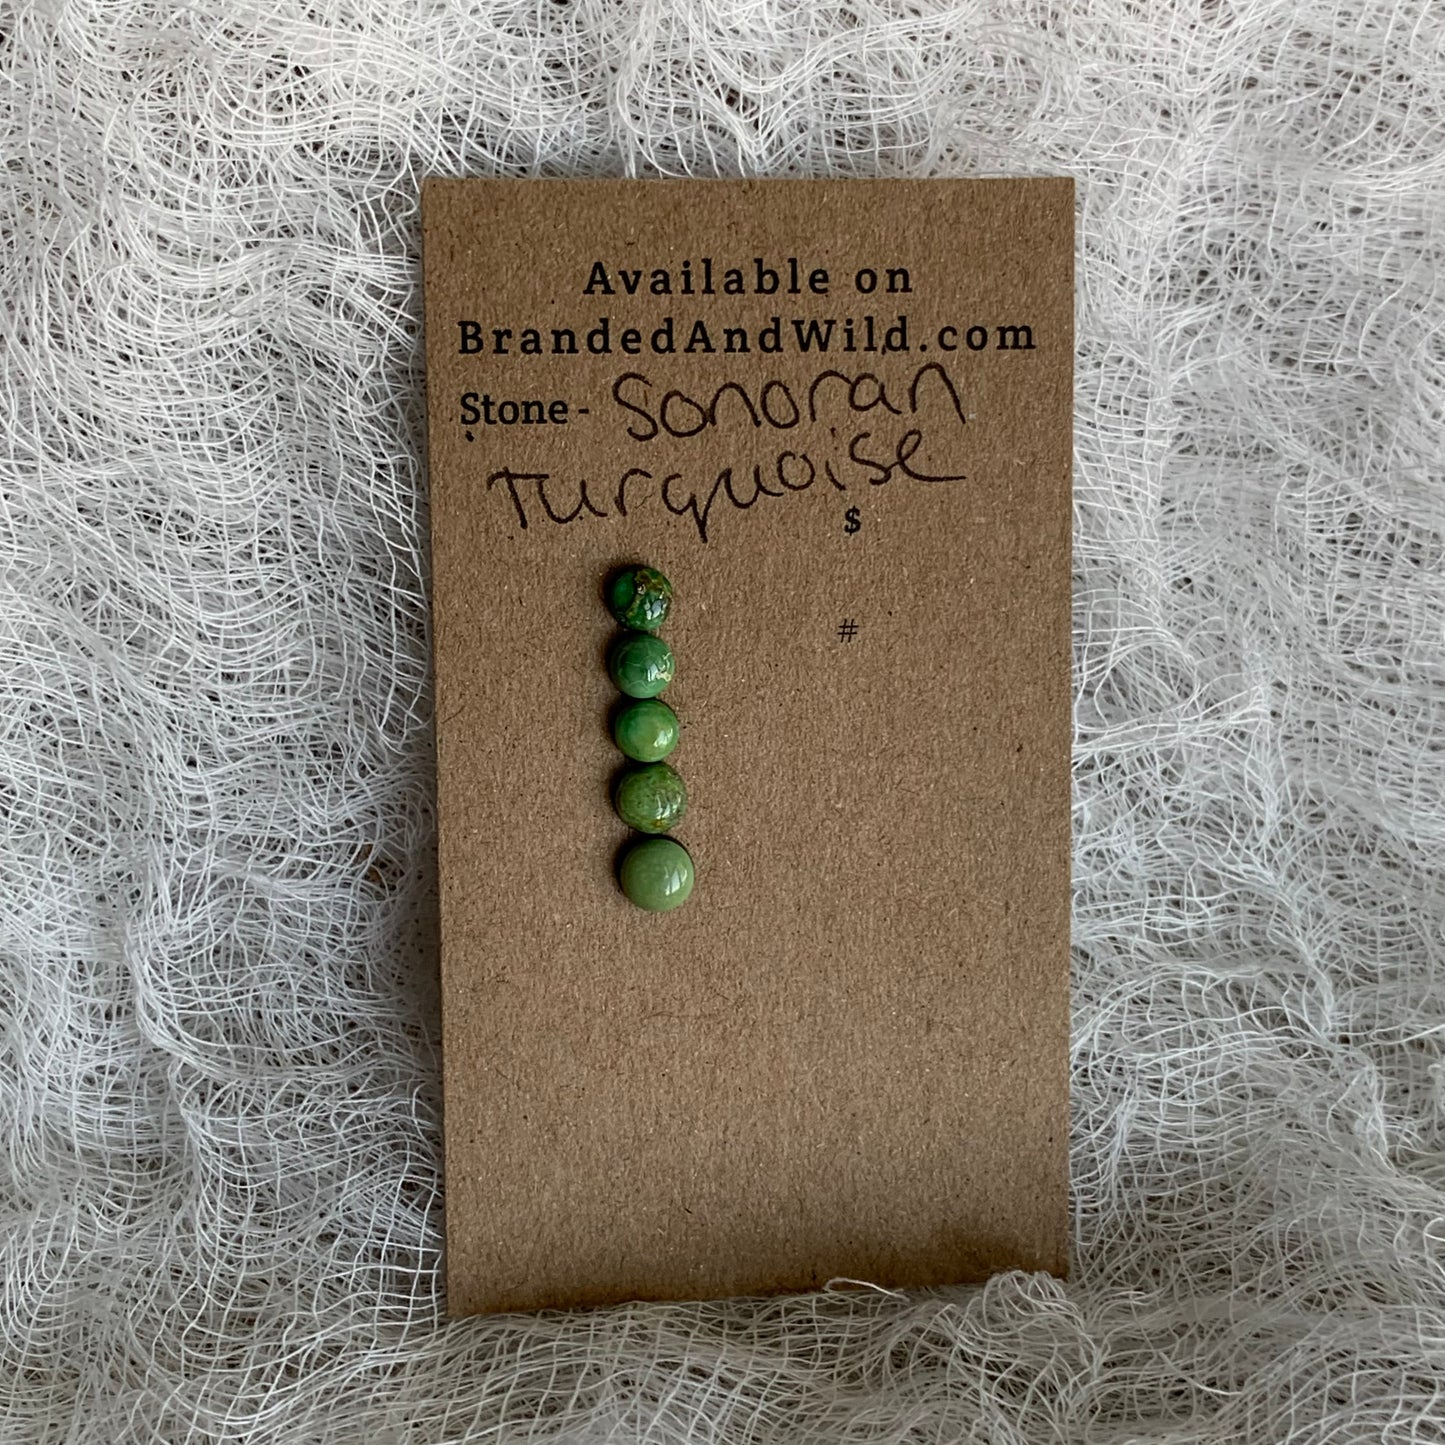 Available on
BrandedAndWild.com
Stone - Sonoran
Turquoise
$
#